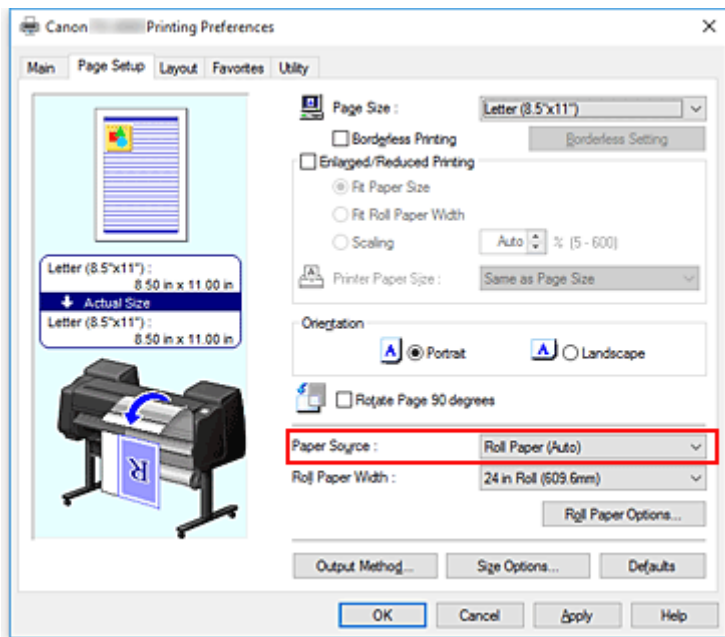 Canon Printing Preferences
Main Page Setup Layout Favorites Utility
Page Size : Letter (8.5"x11")
Borderless Printing Borderless Setting
Enlarged/Reduced Printing
Fit Paper Size
Fit Roll Paper Width
Scaling Auto % (5 - 600)
Printer Paper Size : Same as Page Size
Letter (8.5"x11") :
8.50 in x 11.00 in
Actual Size
Letter (8.5"x11") :
8.50 in x 11.00 in
Orientation
A Portrait A Landscape
Rotate Page 90 degrees
R
Paper Source : Roll Paper (Auto)
Roll Paper Width : 24 in Roll (609.6mm)
Roll Paper Options...
Output Method... Size Options... Defaults
OK Cancel Apply Help